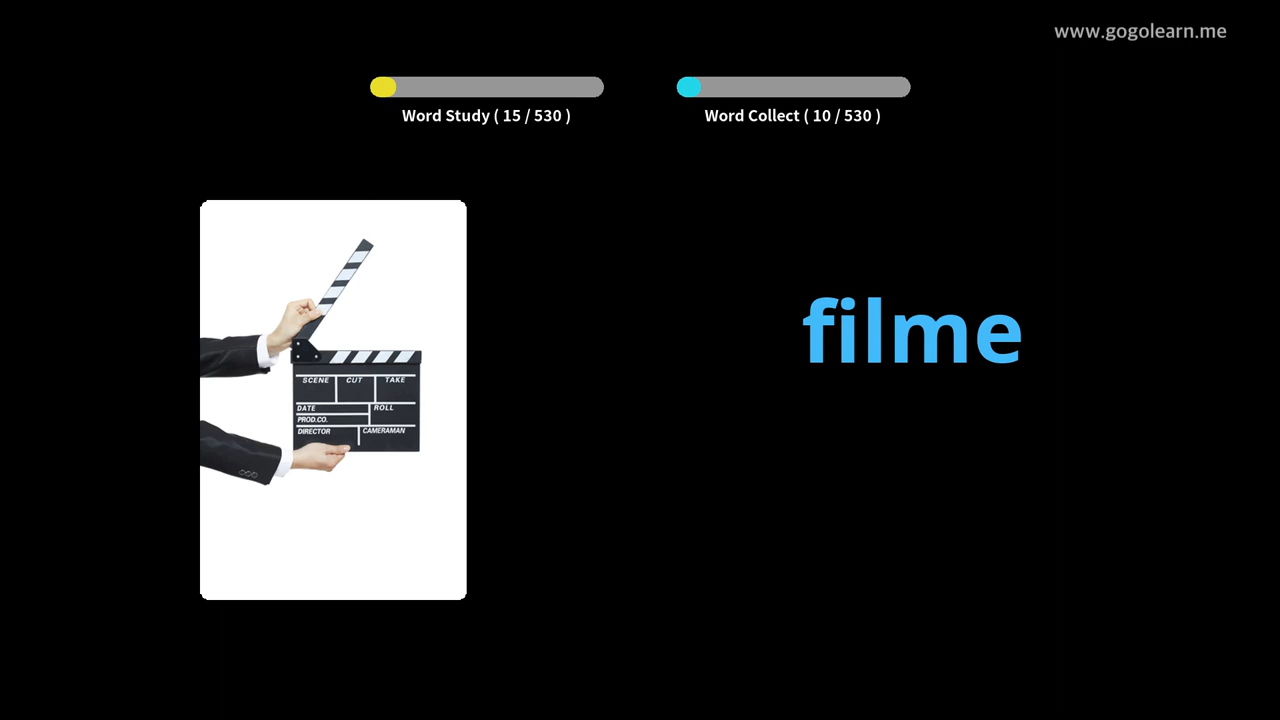 www.gogolearn.me
Word Study ( 15 / 530 )
Word Collect ( 10 / 530 )
filme
SCENE CUT TAKE
DATE ROLL
PROD.CO.
DIRECTOR CAMERAMAN